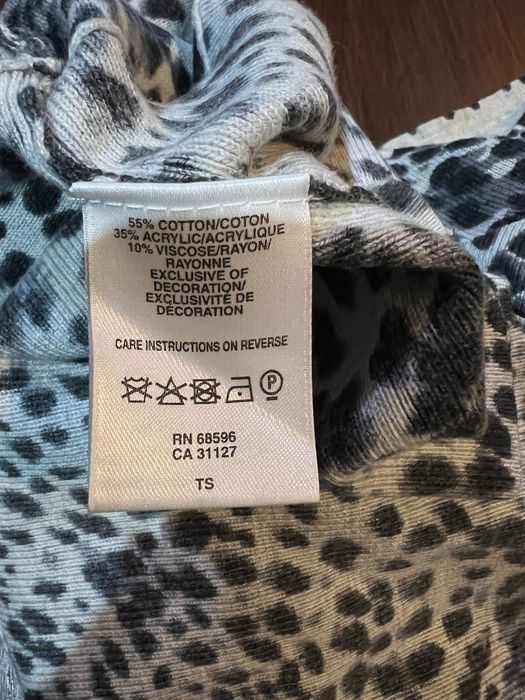 55% COTTON/COTON
35% ACRYLIC/ACRYLIQUE
10% VISCOSE/RAYON/
RAYONNE
EXCLUSIVE OF
DECORATION/
EXCLUSIVITÉ DE
DÉCORATION
CARE INSTRUCTIONS ON REVERSE
P
RN 68596
CA 31127
TS